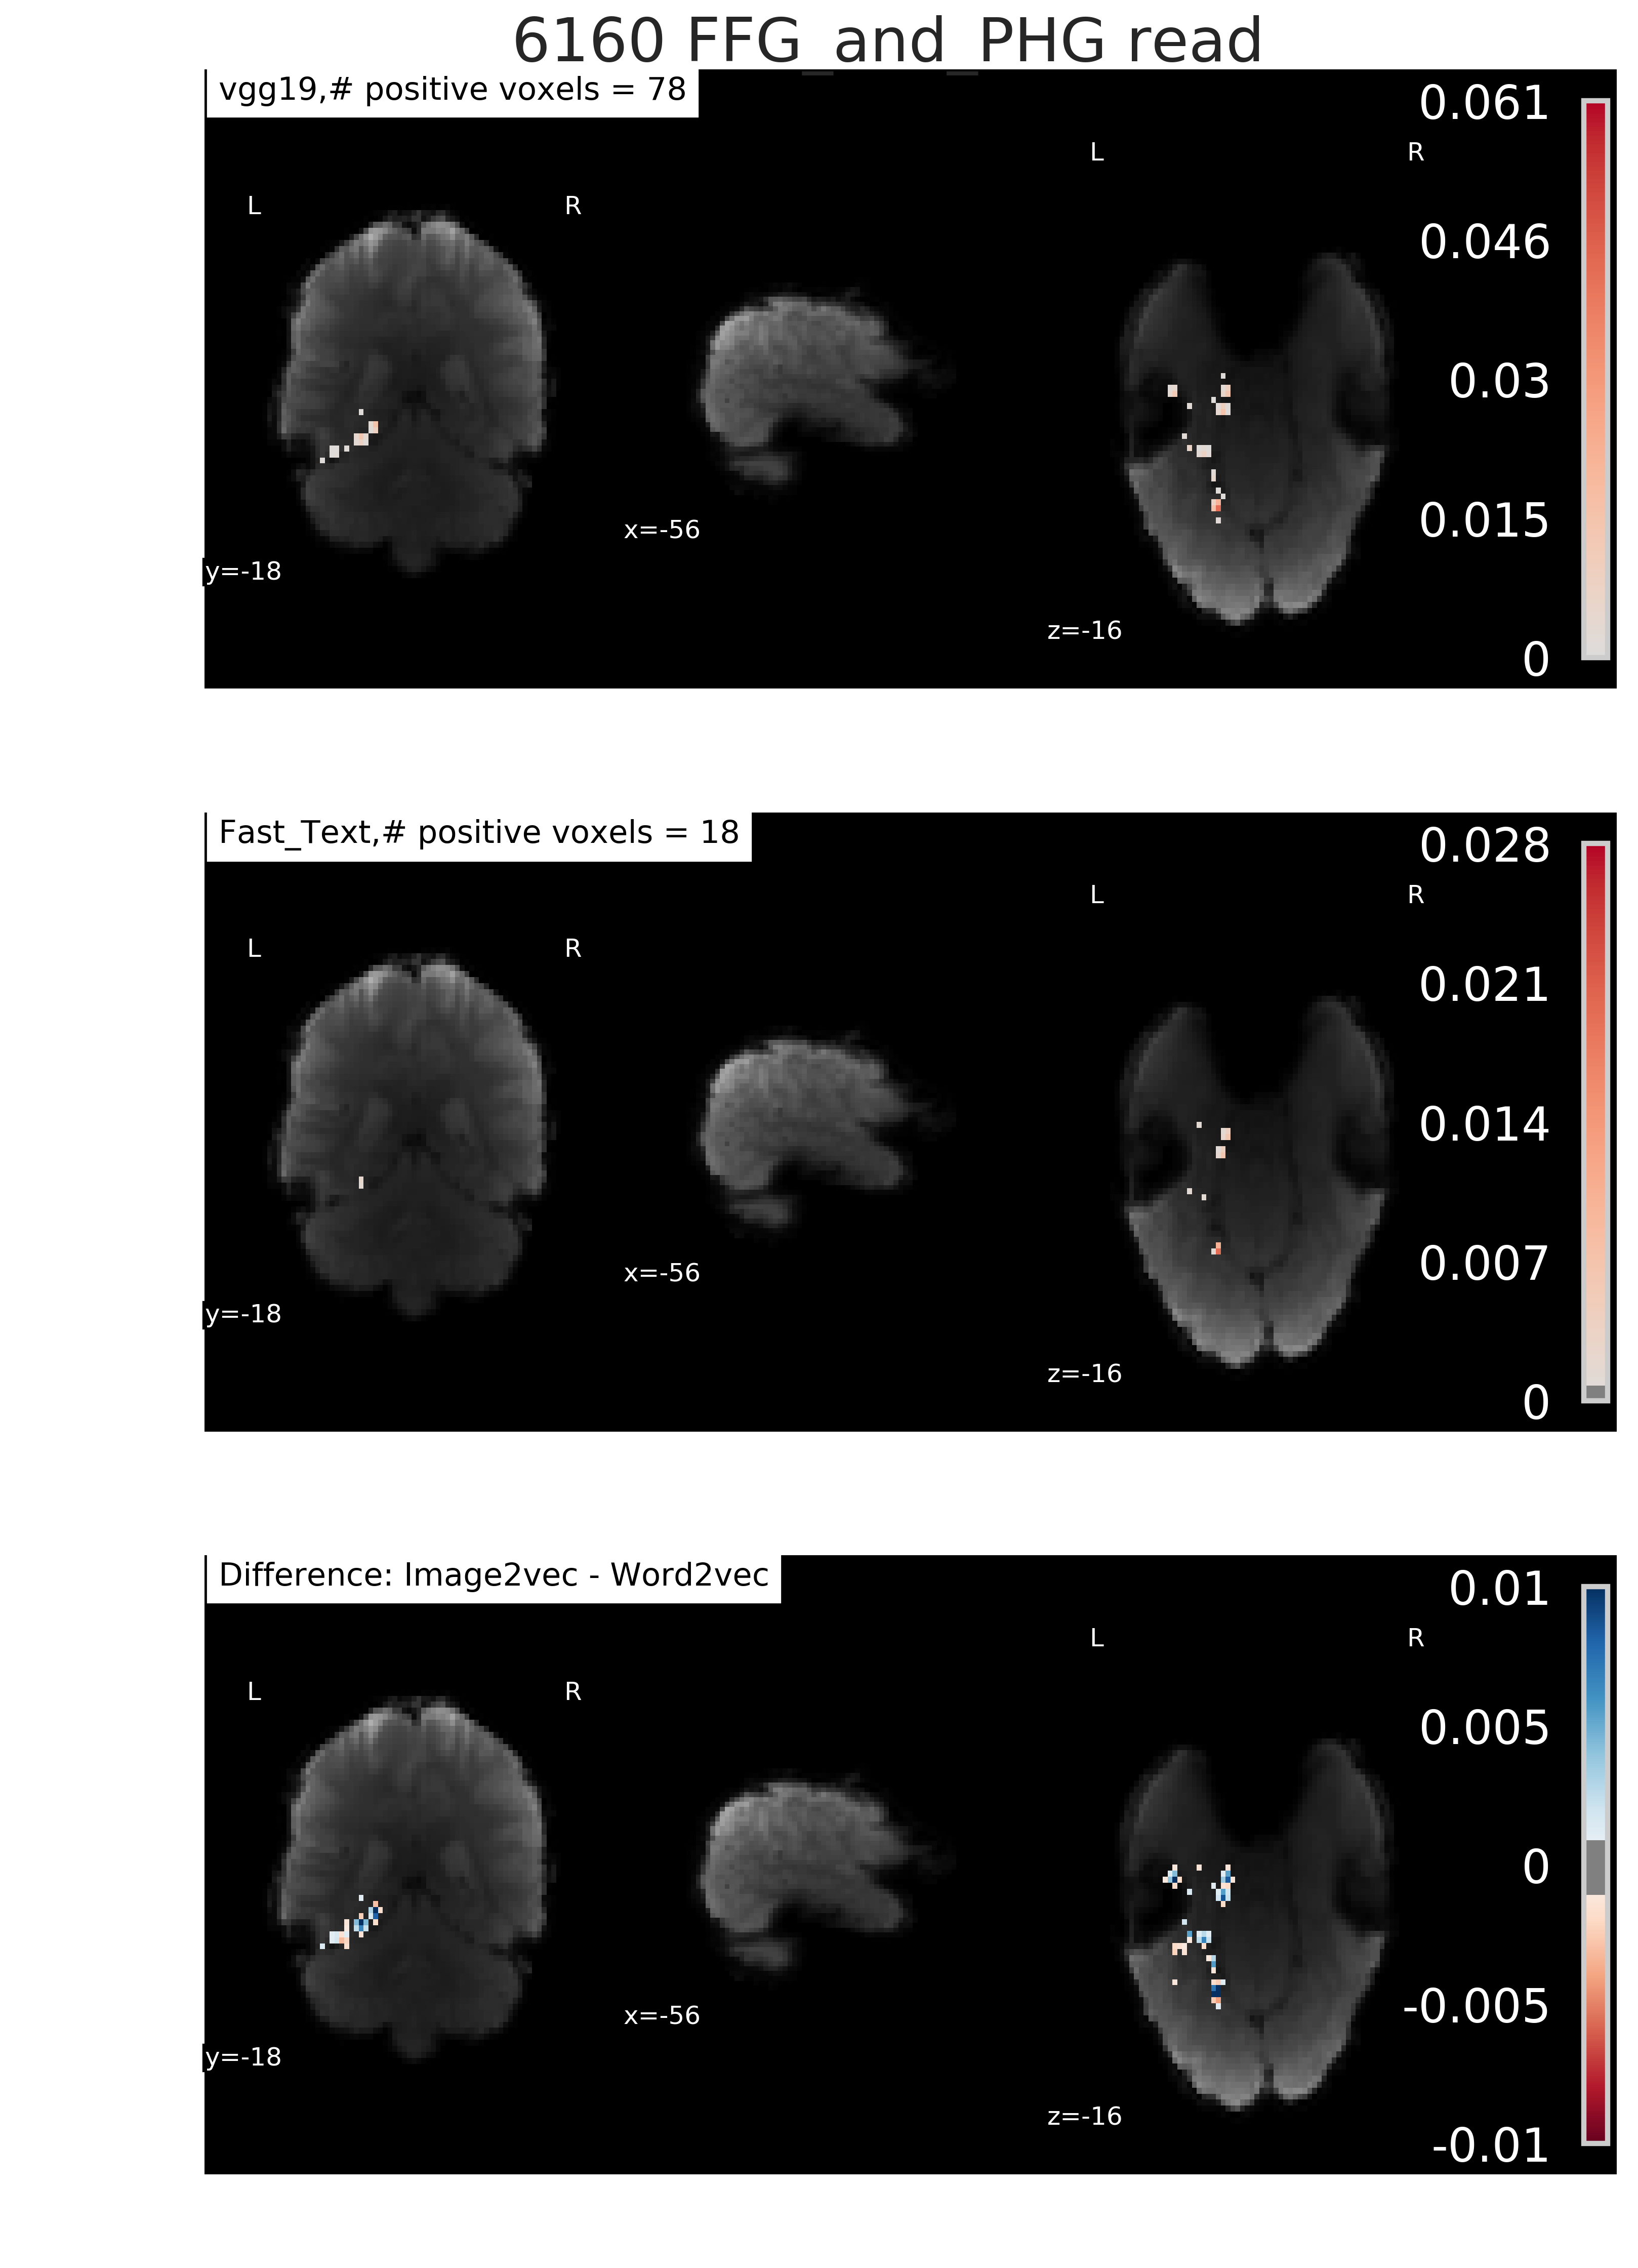 6160 FFG_and_PHG read
vgg19,# positive voxels = 78
0.061
L R
L R
0.046
0.03
0.015
x=-56
y=-18
z=-16
0
Fast_Text,# positive voxels = 18
0.028
L R
L R
0.021
0.014
0.007
x=-56
y=-18
z=-16
0
Difference: Image2vec - Word2vec
0.01
L R
L R
0.005
0
-0.005
x=-56
y=-18
z=-16
-0.01